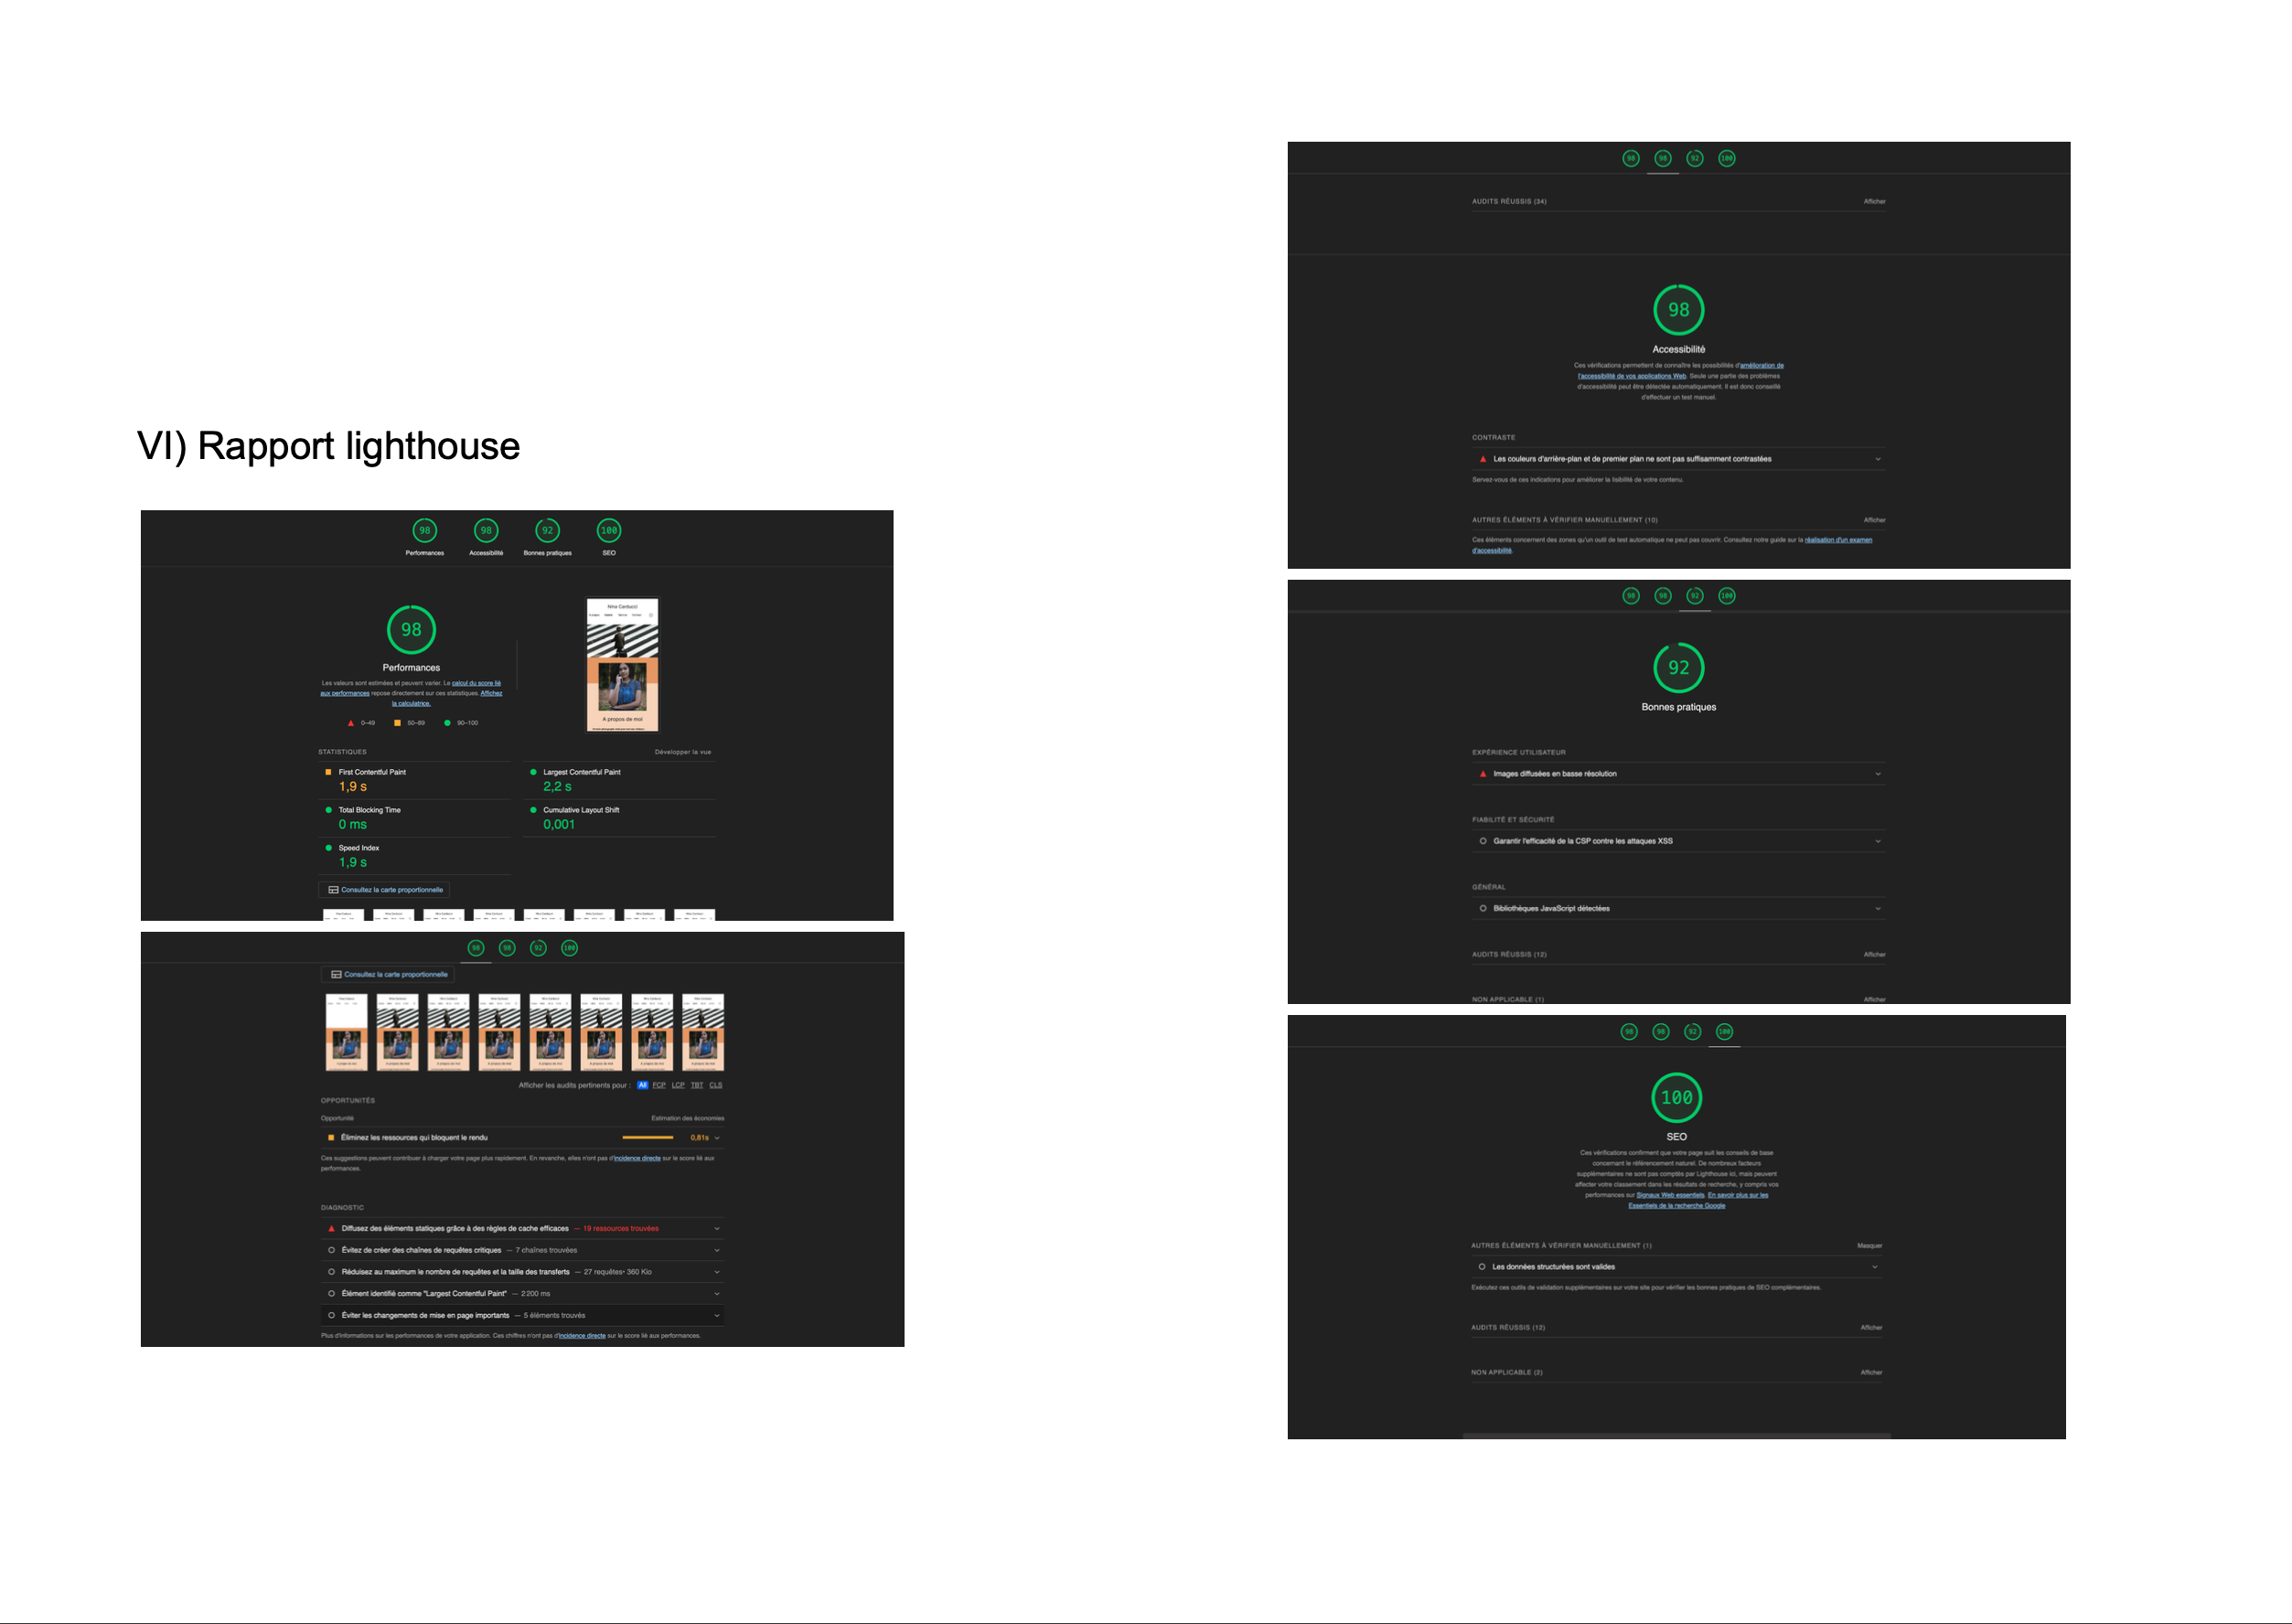 VI) Rapport lighthouse
98 98 92 100
Performances Accessibilité Bonnes pratiques SEO
98
Performances
Les valeurs sont estimées et peuvent varier. Le calcul du score lié
aux performances repose directement sur ces statistiques. Affichez
la calculatrice.
0–49 50–89 90–100
Nina Carducci
A propos de moi
STATISTIQUES Développer la vue
First Contentful Paint Largest Contentful Paint
1,9 s 2,2 s
Total Blocking Time Cumulative Layout Shift
0 ms 0,001
Speed Index
1,9 s
Consultez la carte proportionnelle
98 98 92 100
Consultez la carte proportionnelle
Afficher les audits pertinents pour : All FCP LCP TBT CLS
OPPORTUNITÉS
Opportunité Estimation des économies
Éliminez les ressources qui bloquent le rendu 0,81s
Ces suggestions peuvent contribuer à charger votre page plus rapidement. En revanche, elles n'ont pas d'incidence directe sur le score lié aux
performances.
DIAGNOSTIC
Diffusez des éléments statiques grâce à des règles de cache efficaces — 19 ressources trouvées
Évitez de créer des chaînes de requêtes critiques — 7 chaînes trouvées
Réduisez au maximum le nombre de requêtes et la taille des transferts — 27 requêtes• 360 Kio
Élément identifié comme "Largest Contentful Paint" — 2 200 ms
Éviter les changements de mise en page importants — 5 éléments trouvés
Plus d'informations sur les performances de votre application. Ces chiffres n'ont pas d'incidence directe sur le score lié aux performances.
98 98 92 100
AUDITS RÉUSSIS (34) Afficher
98
Accessibilité
Ces vérifications permettent de connaître les possibilités d'amélioration de
l'accessibilité de vos applications Web. Seule une partie des problèmes
d'accessibilité peut être détectée automatiquement. Il est donc conseillé
d'effectuer un test manuel.
CONTRASTE
Les couleurs d'arrière-plan et de premier plan ne sont pas suffisamment contrastées
Servez-vous de ces indications pour améliorer la lisibilité de votre contenu.
AUTRES ÉLÉMENTS À VÉRIFIER MANUELLEMENT (10) Afficher
Ces éléments concernent des zones qu'un outil de test automatique ne peut pas couvrir. Consultez notre guide sur la réalisation d'un examen
d'accessibilité.
98 98 92 100
92
Bonnes pratiques
EXPÉRIENCE UTILISATEUR
Images diffusées en basse résolution
FIABILITÉ ET SÉCURITÉ
Garantir l'efficacité de la CSP contre les attaques XSS
GÉNÉRAL
Bibliothèques JavaScript détectées
AUDITS RÉUSSIS (12) Afficher
NON APPLICABLE (1) Afficher
98 98 92 100
100
SEO
Ces vérifications confirment que votre page suit les conseils de base
concernant le référencement naturel. De nombreux facteurs
supplémentaires ne sont pas comptés par Lighthouse ici, mais peuvent
affecter votre classement dans les résultats de recherche, y compris vos
performances sur Signaux Web essentiels. En savoir plus sur les
Essentiels de la recherche Google
AUTRES ÉLÉMENTS À VÉRIFIER MANUELLEMENT (1) Masquer
Les données structurées sont valides
Exécutez ces outils de validation supplémentaires sur votre site pour vérifier les bonnes pratiques de SEO complémentaires.
AUDITS RÉUSSIS (12) Afficher
NON APPLICABLE (2) Afficher